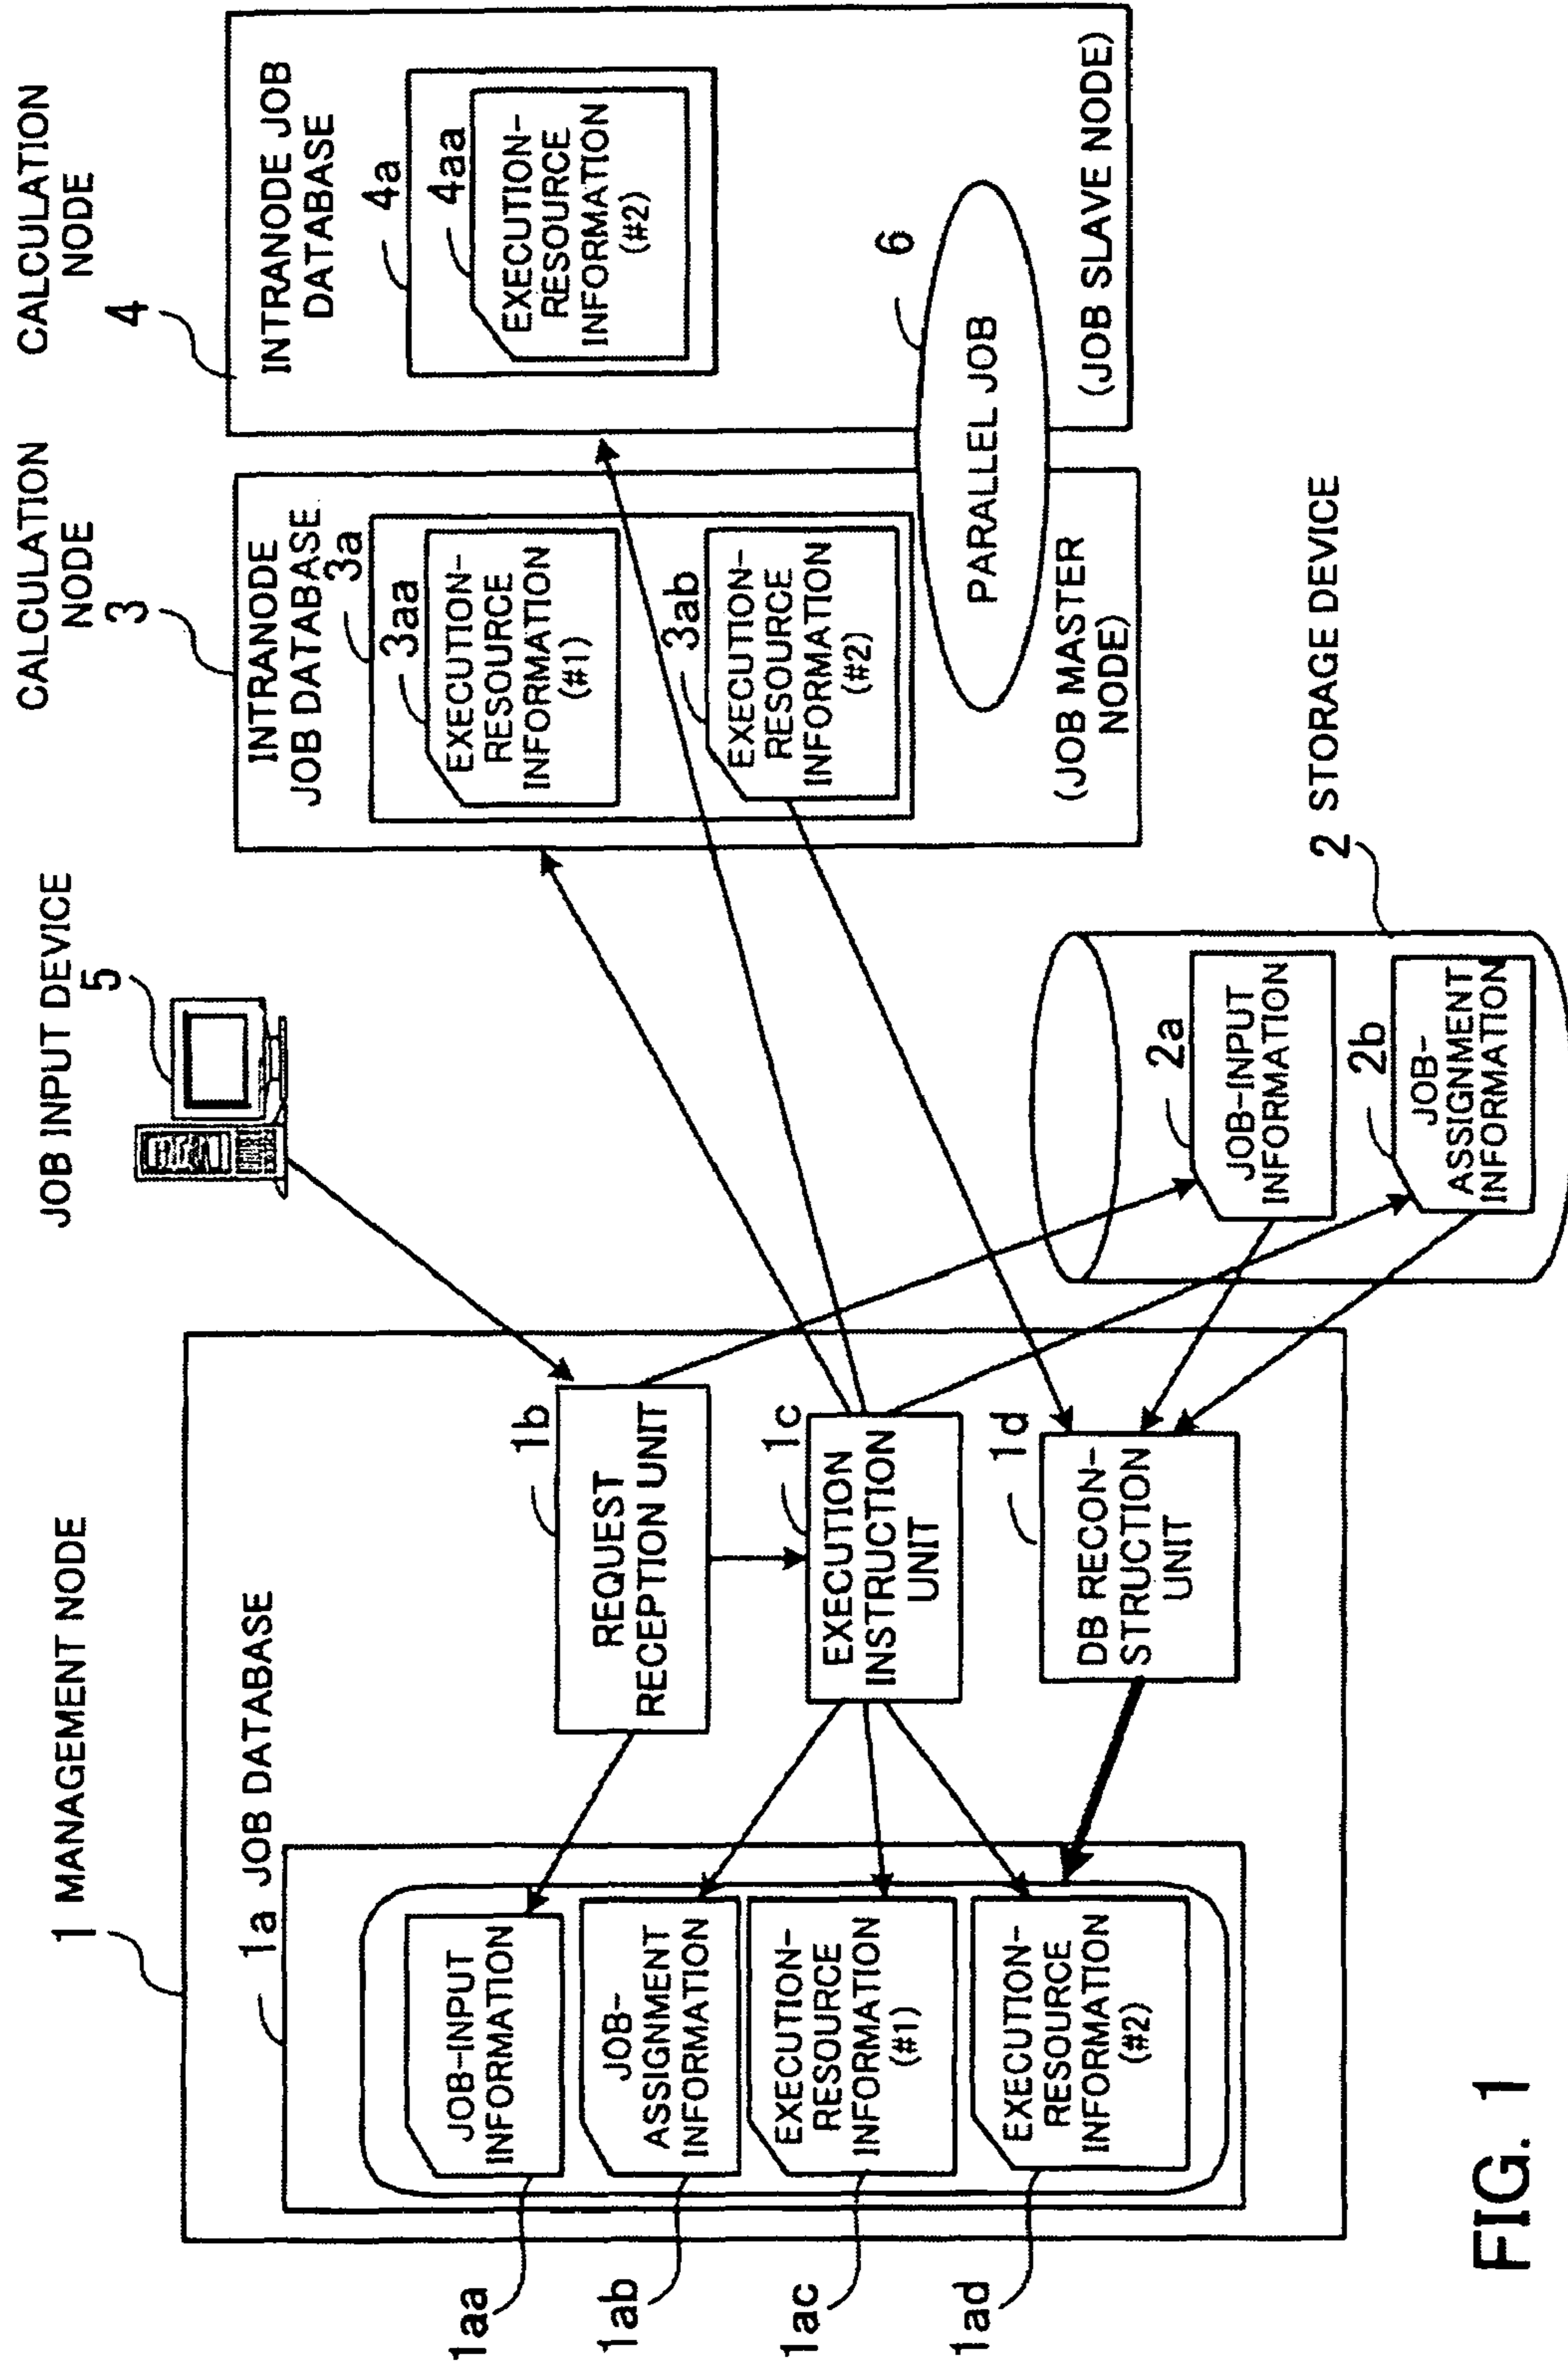 1 MANAGEMENT NODE
1a JOB DATABASE
1aa
JOB-INPUT
INFORMATION
1ab
JOB-
ASSIGNMENT
INFORMATION
1ac
EXECUTION-
RESOURCE
INFORMATION
(#1)
1ad
EXECUTION-
RESOURCE
INFORMATION
(#2)
1b
REQUEST
RECEPTION UNIT
1c
EXECUTION
INSTRUCTION
UNIT
1d
DB RECON-
STRUCTION
UNIT
JOB INPUT DEVICE
5
2 STORAGE DEVICE
2a
JOB-INPUT
INFORMATION
2b
JOB-
ASSIGNMENT
INFORMATION
CALCULATION
NODE
3
INTRANODE
JOB DATABASE
3a
3aa
EXECUTION-
RESOURCE
INFORMATION
(#1)
3ab
EXECUTION-
RESOURCE
INFORMATION
(#2)
(JOB MASTER
NODE)
CALCULATION
NODE
4
INTRANODE JOB
DATABASE
4a
4aa
EXECUTION-
RESOURCE
INFORMATION
(#2)
6
PARALLEL JOB
(JOB SLAVE NODE)
FIG. 1